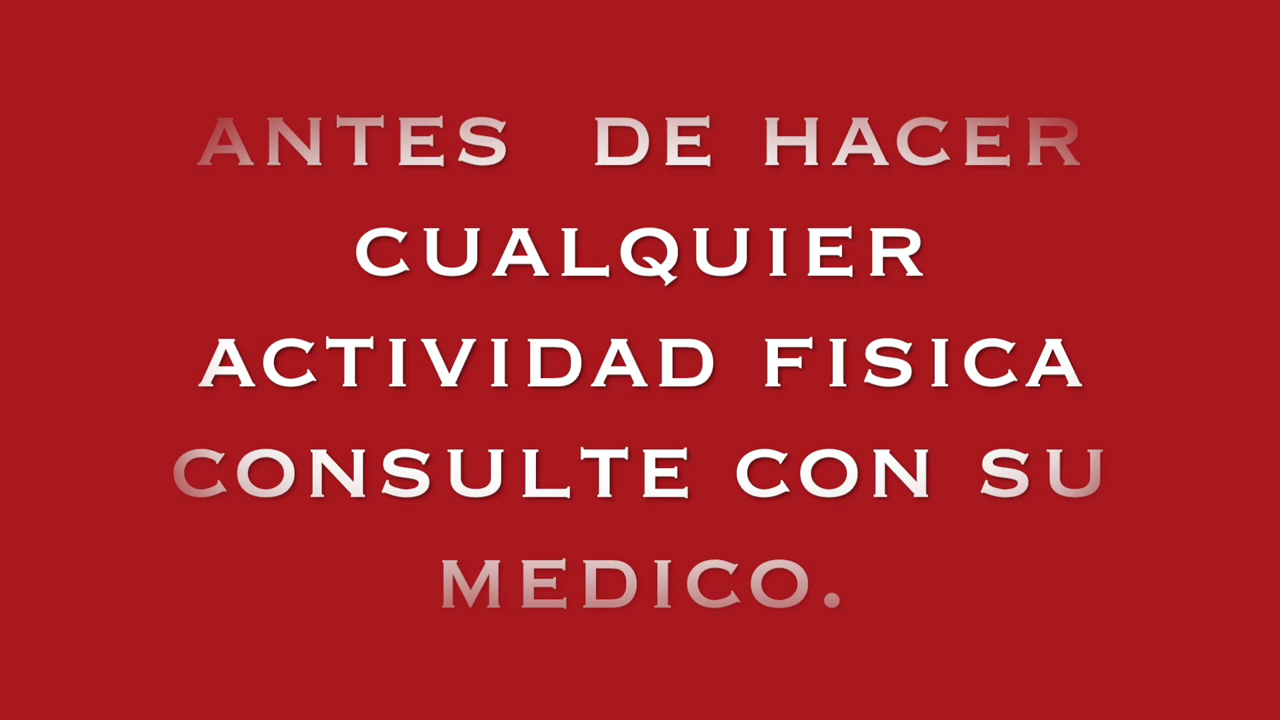 ANTES  DE HACER
CUALQUIER
ACTIVIDAD FISICA
CONSULTE CON SU
MEDICO.